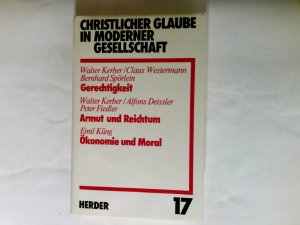 CHRISTLICHER GLAUBE
IN MODERNER
GESELLSCHAFT
Walter Kerber/Claus Westermann
Bernhard Spörlein
Gerechtigkeit
Walter Kerber/Alfons Deissler
Peter Fiedler
Armut und Reichtum
Emil Küng
Ökonomie und Moral
HERDER 17